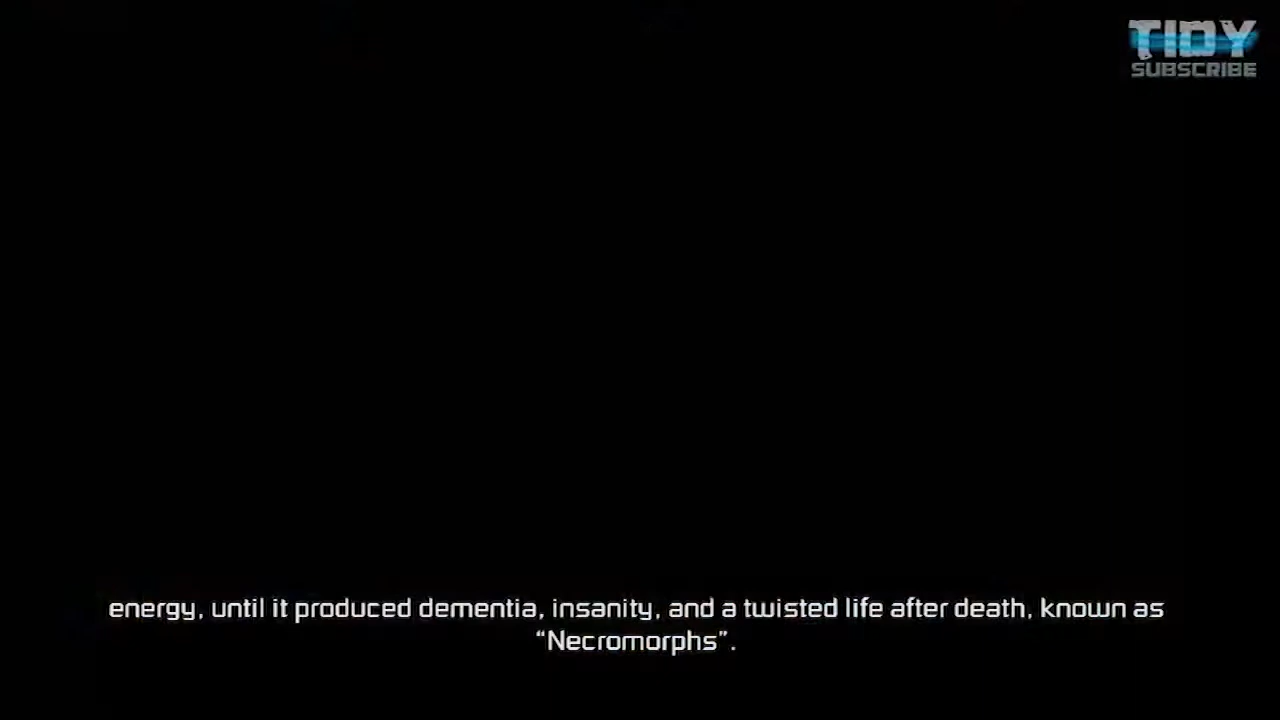 TIDY
SUBSCRIBE
energy, until it produced dementia, insanity, and a twisted life after death, known as
“Necromorphs”.